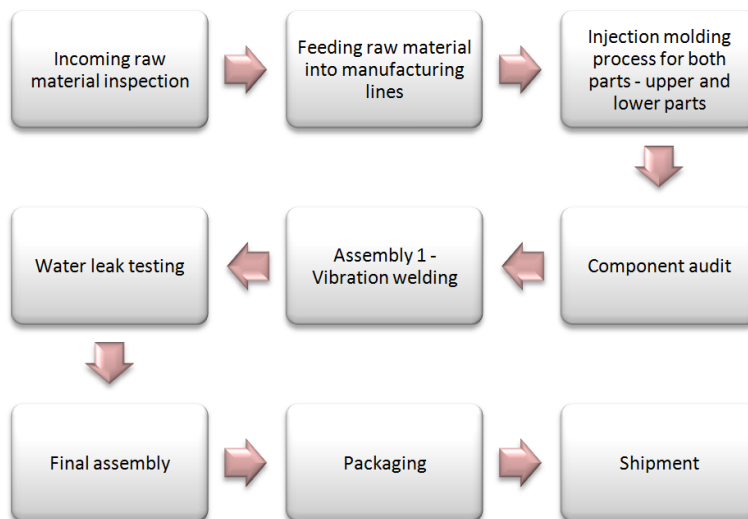 Incoming raw
material inspection
Feeding raw material
into manufacturing
lines
Injection molding
process for both
parts - upper and
lower parts
Component audit
Assembly 1 -
Vibration welding
Water leak testing
Final assembly
Packaging
Shipment